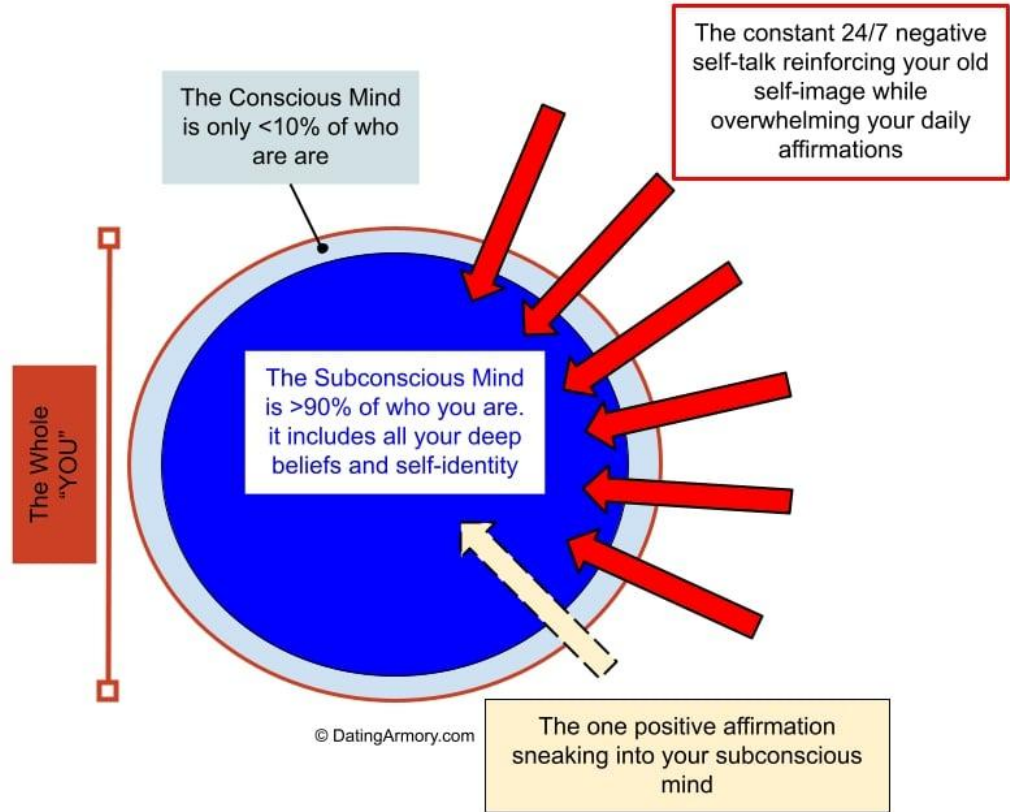 The constant 24/7 negative
self-talk reinforcing your old
self-image while
overwhelming your daily
affirmations
The Conscious Mind
is only <10% of who
are are
The Subconscious Mind
is >90% of who you are.
it includes all your deep
beliefs and self-identity
The Whole
“YOU”
© DatingArmory.com
The one positive affirmation
sneaking into your subconscious
mind